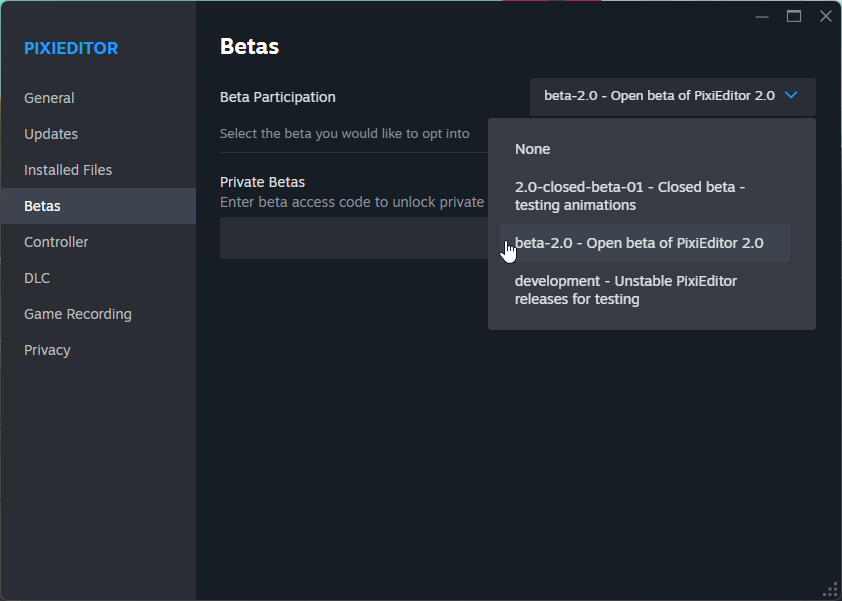 PIXIEDITOR
General
Updates
Installed Files
Betas
Controller
DLC
Game Recording
Privacy
Betas
Beta Participation
beta-2.0 - Open beta of PixiEditor 2.0
Select the beta you would like to opt into
Private Betas
Enter beta access code to unlock private
None
2.0-closed-beta-01 - Closed beta -
testing animations
beta-2.0 - Open beta of PixiEditor 2.0
development - Unstable PixiEditor
releases for testing